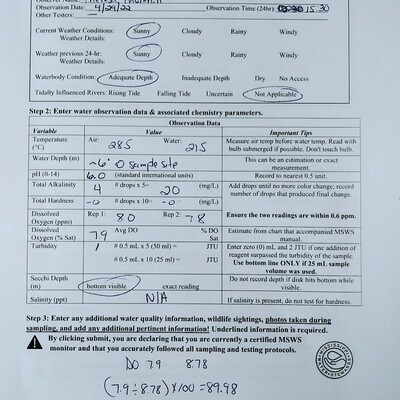 Observer Name:
Observation Date: 4/29/22 Observation Time (24hr): 15 30
Other Testers:
Current Weather Conditions: Sunny Cloudy Rainy Windy
Weather Details:
Weather previous 24-hr: Sunny Cloudy Rainy Windy
Weather Details:
Waterbody Condition: Adequate Depth Inadequate Depth Dry No Access
Tidally Influenced Rivers: Rising Tide Falling Tide Uncertain Not Applicable
Step 2: Enter water observation data & associated chemistry parameters.
Observation Data
Variable Value Important Tips
Temperature (°C) Air: 28.5 Water: 21.5 Measure air temp before water temp. Read with bulb submerged if possible. Don't touch bulb.
Water Depth (m) ~6' @ sample site This can be an estimation or exact measurement.
pH (0-14) 6.0 (standard international units) Record to nearest 0.5 unit.
Total Alkalinity 4 # drops x 5= 20 (mg/L) Add drops until no more color change; record number of drops that produced final change.
Total Hardness -0- # drops x 10= -0- (mg/L)
Dissolved Oxygen (ppm) Rep 1: 8.0 Rep 2: 7.8 Ensure the two readings are within 0.6 ppm.
Dissolved Oxygen (% Sat) 7.9 Avg DO % DO Sat Estimate from chart that accompanied MSWS manual.
Turbidity 1 # 0.5 mL x 5 (50 ml) = JTU Enter zero (0) mL and 2 JTU if one addition of reagent surpassed the turbidity of the sample.
# 0.5 mL x 10 (25 ml) = JTU Use bottom line ONLY if 25 mL sample volume was used.
Secchi Depth (m) bottom visible exact reading Do not record depth if disk hits bottom while visible.
Salinity (ppt) N/A If salinity is present, do not test for hardness.
Step 3: Enter any additional water quality information, wildlife sightings, photos taken during
sampling, and add any additional pertinent information! Underlined information is required.
By clicking submit, you are declaring that you are currently a certified MSWS
monitor and that you accurately followed all sampling and testing protocols.
DO 7.9 8.78
(7.9÷8.78)x100=89.98